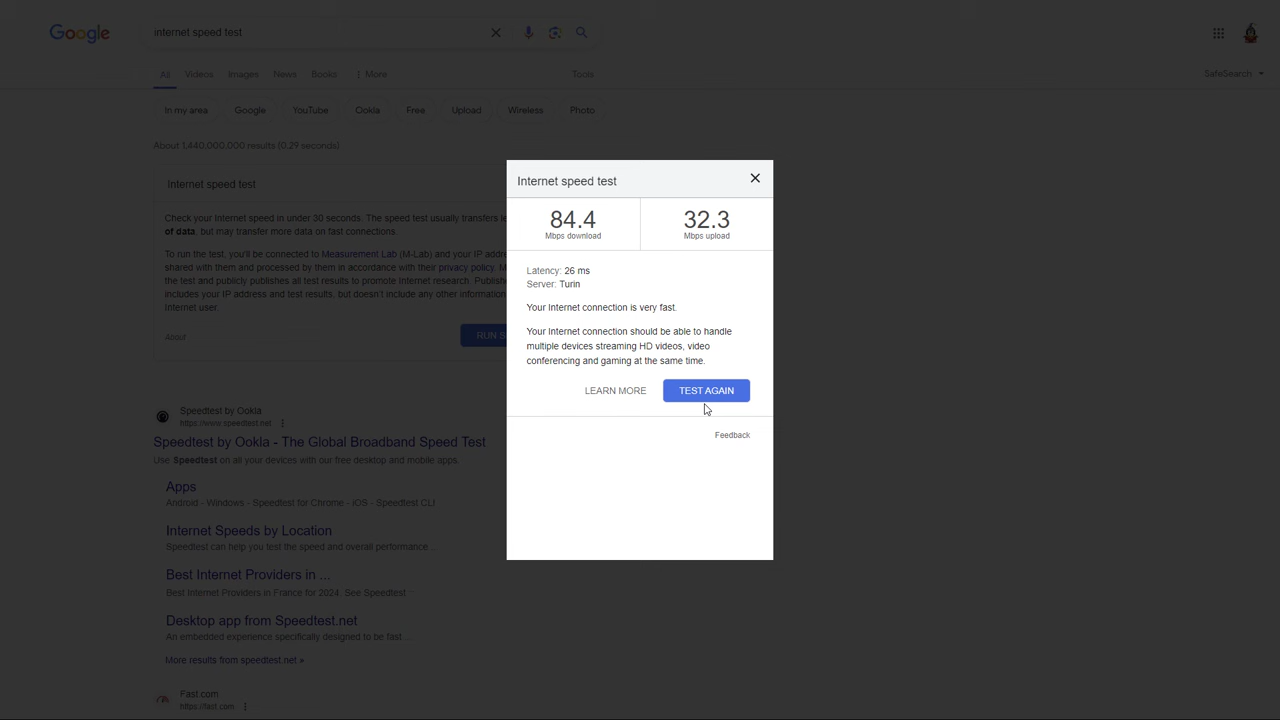 Google
internet speed test
All Videos Images News Books More Tools SafeSearch
In my area Google YouTube Ookla Free Upload Wireless Photo
About 1,440,000,000 results (0.29 seconds)
Internet speed test
Check your Internet speed in under 30 seconds. The speed test usually transfers le
of data, but may transfer more data on fast connections.
To run the test, you'll be connected to Measurement Lab (M-Lab) and your IP addre
shared with them and processed by them in accordance with their privacy policy. M
the test and publicly publishes all test results to promote Internet research. Publish
includes your IP address and test results, but doesn't include any other information
Internet user.
About
RUN S
Internet speed test
84.4 32.3
Mbps download Mbps upload
Latency: 26 ms
Server: Turin
Your Internet connection is very fast.
Your Internet connection should be able to handle
multiple devices streaming HD videos, video
conferencing and gaming at the same time.
LEARN MORE TEST AGAIN
Feedback
Speedtest by Ookla
https://www.speedtest.net
Speedtest by Ookla - The Global Broadband Speed Test
Use Speedtest on all your devices with our free desktop and mobile apps.
Apps
Android - Windows - Speedtest for Chrome - iOS - Speedtest CLI
Internet Speeds by Location
Speedtest can help you test the speed and overall performance...
Best Internet Providers in ...
Best Internet Providers in France for 2024. See Speedtest ...
Desktop app from Speedtest.net
An embedded experience specifically designed to be fast ...
More results from speedtest.net »
Fast.com
https://fast.com